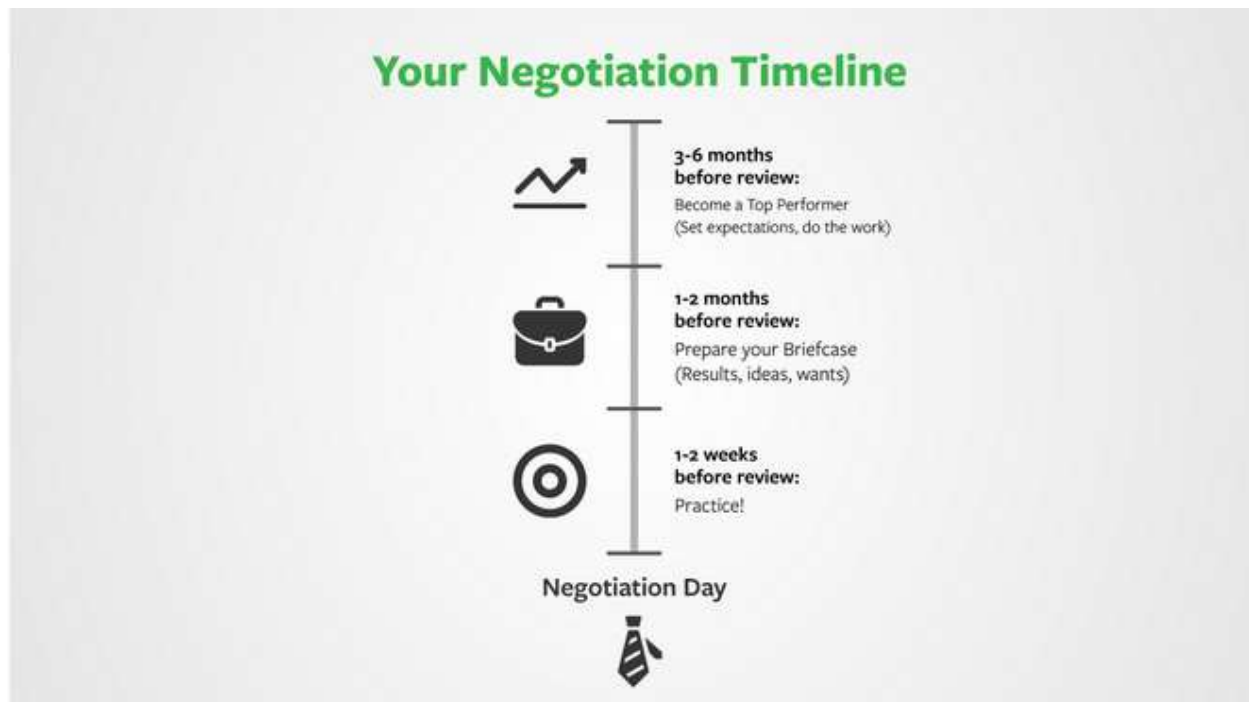 Your Negotiation Timeline
3-6 months
before review:
Become a Top Performer
(Set expectations, do the work)
1-2 months
before review:
Prepare your Briefcase
(Results, ideas, wants)
1-2 weeks
before review:
Practice!
Negotiation Day